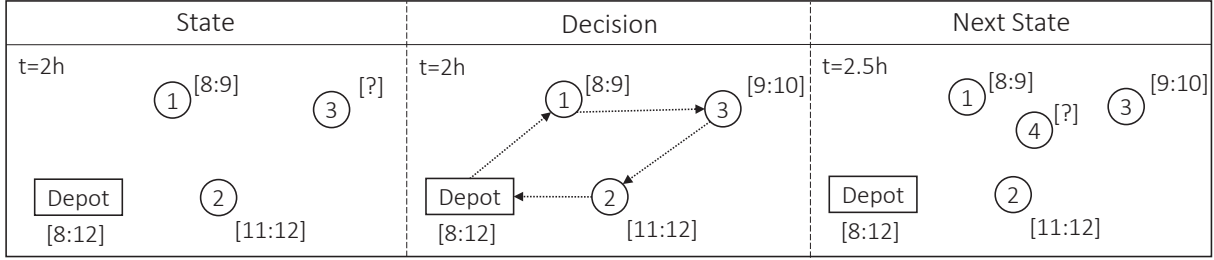 State
Decision
Next State
t=2h
1
[8:9]
3
[?]
Depot
[8:12]
2
[11:12]
t=2h
1
[8:9]
3
[9:10]
Depot
[8:12]
2
[11:12]
t=2.5h
1
[8:9]
4
[?]
3
[9:10]
Depot
[8:12]
2
[11:12]